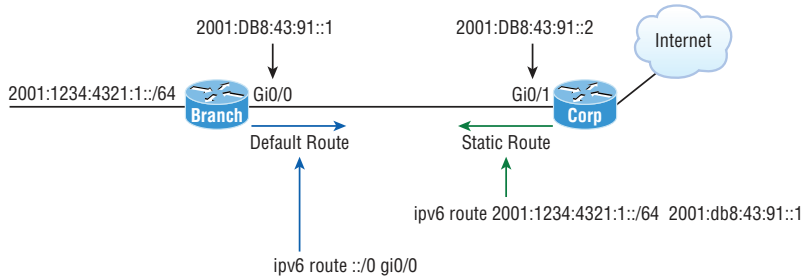 2001:DB8:43:91::1
2001:DB8:43:91::2
Internet
2001:1234:4321:1::/64
Gi0/0
Gi0/1
Branch
Corp
Default Route
Static Route
ipv6 route 2001:1234:4321:1::/64 2001:db8:43:91::1
ipv6 route ::/0 gi0/0